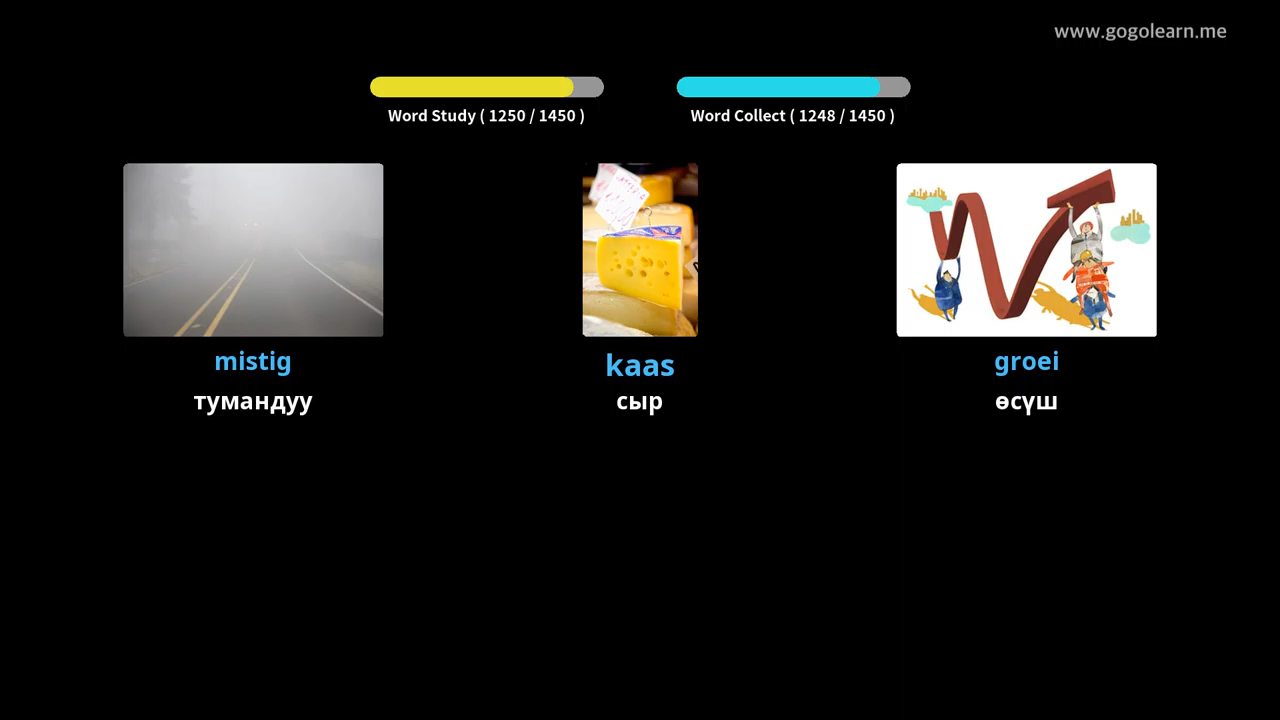 www.gogolearn.me
Word Study ( 1250 / 1450 )
Word Collect ( 1248 / 1450 )
mistig
kaas
groei
тумандуу
сыр
өсүш